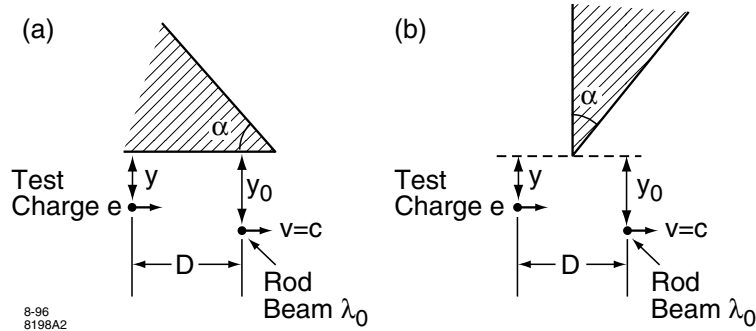 (a)
α
y
y₀
Test
Charge e
v=c
D
Rod
Beam λ₀
8-96
8198A2
(b)
α
y
y₀
Test
Charge e
v=c
D
Rod
Beam λ₀